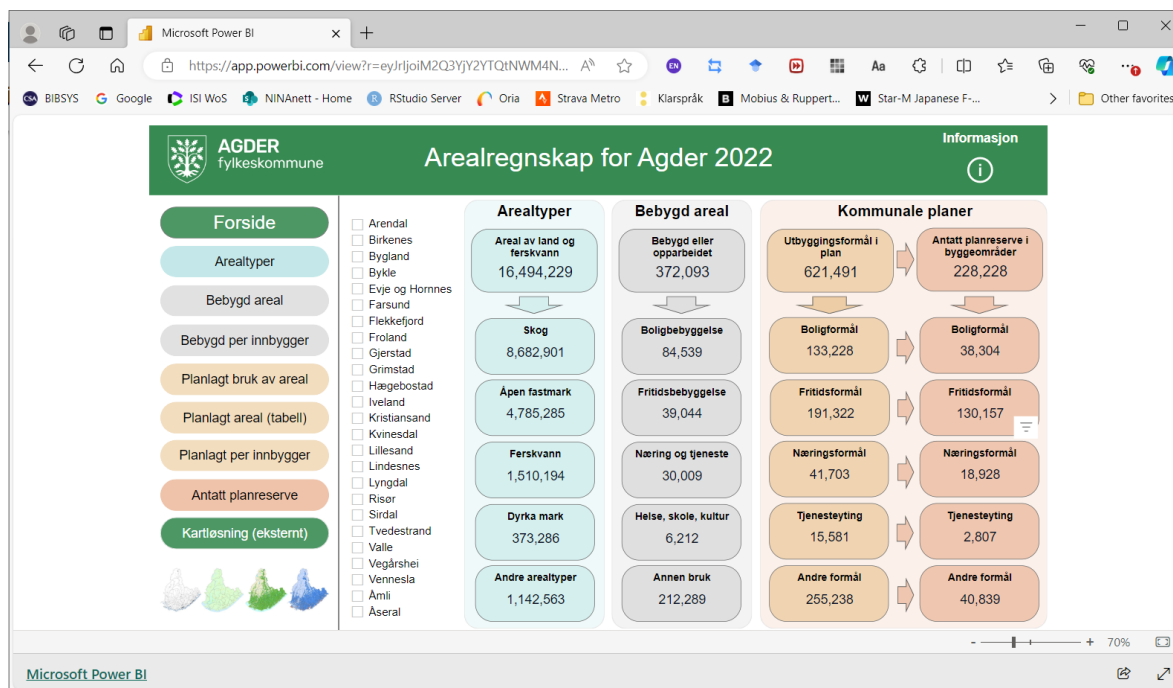 Microsoft Power BI
https://app.powerbi.com/view?r=eyJrIjoiM2Q3YjY2YTQtNWM4N...
BIBSYS
Google
ISI WoS
NINAnett - Home
RStudio Server
Oria
Strava Metro
Klarspråk
Mobius & Ruppert...
Star-M Japanese F-...
Other favorites
AGDER
fylkeskommune
Arealregnskap for Agder 2022
Informasjon
Forside
Arealtyper
Bebygd areal
Bebygd per innbygger
Planlagt bruk av areal
Planlagt areal (tabell)
Planlagt per innbygger
Antatt planreserve
Kartløsning (eksternt)
Arendal
Birkenes
Bygland
Bykle
Evje og Hornnes
Farsund
Flekkefjord
Froland
Gjerstad
Grimstad
Hægebostad
Iveland
Kristiansand
Kvinesdal
Lillesand
Lindesnes
Lyngdal
Risør
Sirdal
Tvedestrand
Valle
Vegårshei
Vennesla
Åmli
Åseral
Arealtyper
Areal av land og
ferskvann
16,494,229
Skog
8,682,901
Åpen fastmark
4,785,285
Ferskvann
1,510,194
Dyrka mark
373,286
Andre arealtyper
1,142,563
Bebygd areal
Bebygd eller
opparbeidet
372,093
Boligbebyggelse
84,539
Fritidsbebyggelse
39,044
Næring og tjeneste
30,009
Helse, skole, kultur
6,212
Annen bruk
212,289
Kommunale planer
Utbyggingsformål i
plan
621,491
Antatt planreserve i
byggeområder
228,228
Boligformål
133,228
Boligformål
38,304
Fritidsformål
191,322
Fritidsformål
130,157
Næringsformål
41,703
Næringsformål
18,928
Tjenesteyting
15,581
Tjenesteyting
2,807
Andre formål
255,238
Andre formål
40,839
70%
Microsoft Power BI